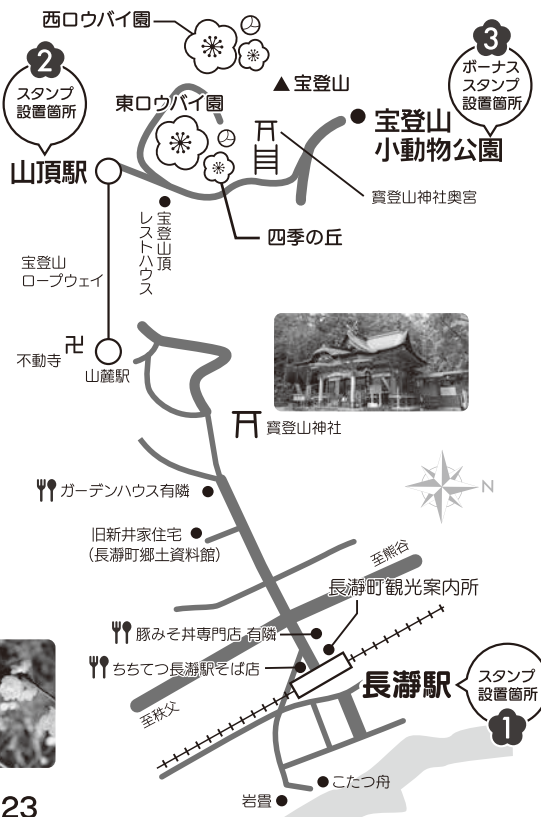 西ロウバイ園
2
スタンプ
設置箇所
3
ボーナス
スタンプ
設置箇所
宝登山
東ロウバイ園
宝登山
小動物公園
山頂駅
寶登山神社奥宮
宝登山頂
レストハウス
四季の丘
宝登山
ロープウェイ
不動寺
山麓駅
寶登山神社
N
ガーデンハウス有隣
旧新井家住宅
(長瀞町郷土資料館)
至熊谷
長瀞町観光案内所
豚みそ丼専門店 有隣
ちちてつ長瀞駅そば店
長瀞駅
スタンプ
設置箇所
1
至秩父
こたつ舟
岩畳
23